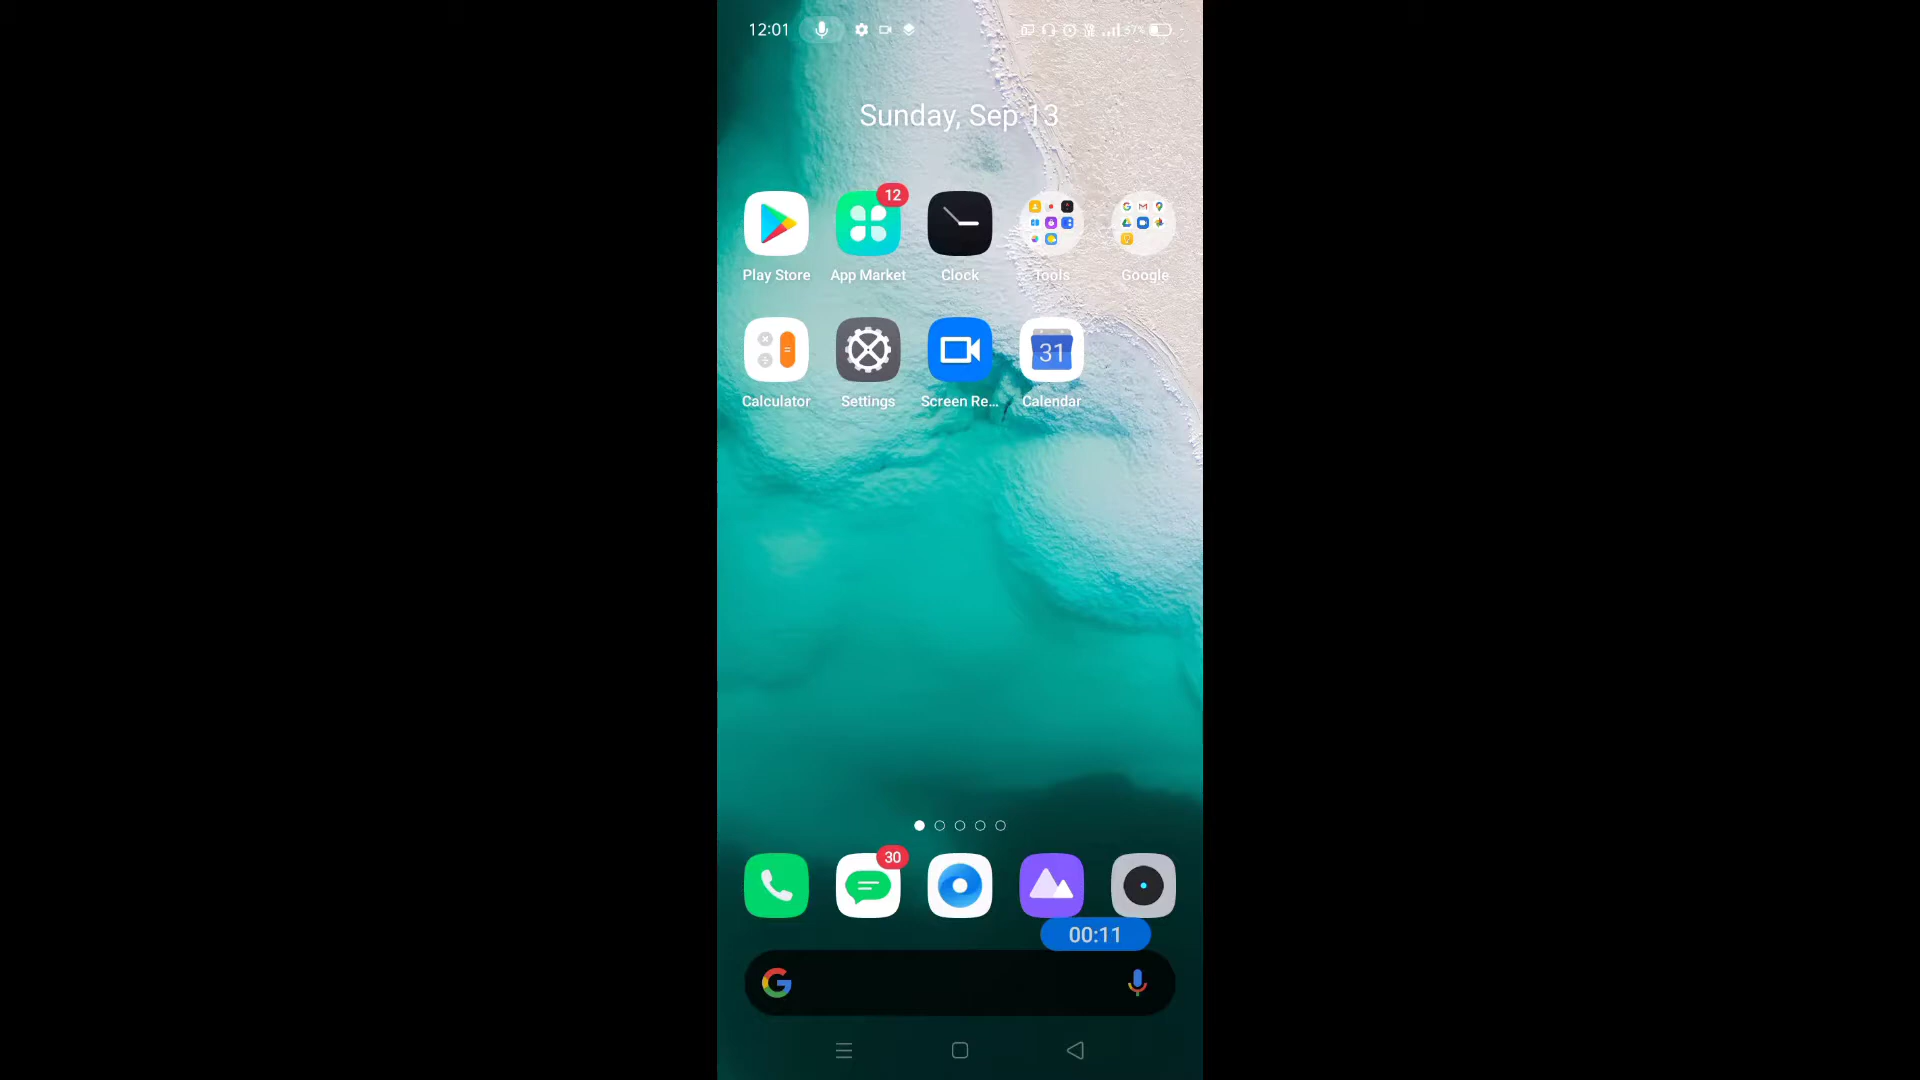 12:01 57%
Sunday, Sep 13
12
Play Store App Market Clock Tools Google
31
Calculator Settings Screen Re... Calendar
30
00:11